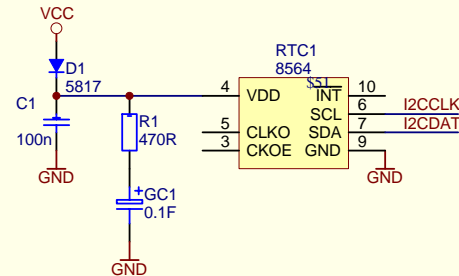 VCC
RTC1
8564
$51
D1
5817
4
VDD
INT
10
C1
SCL
6
I2CCLK
100n
R1
470R
5
CLKO
SDA
7
I2CDAT
3
CKOE
GND
9
GND
GND
GC1
+
0.1F
GND